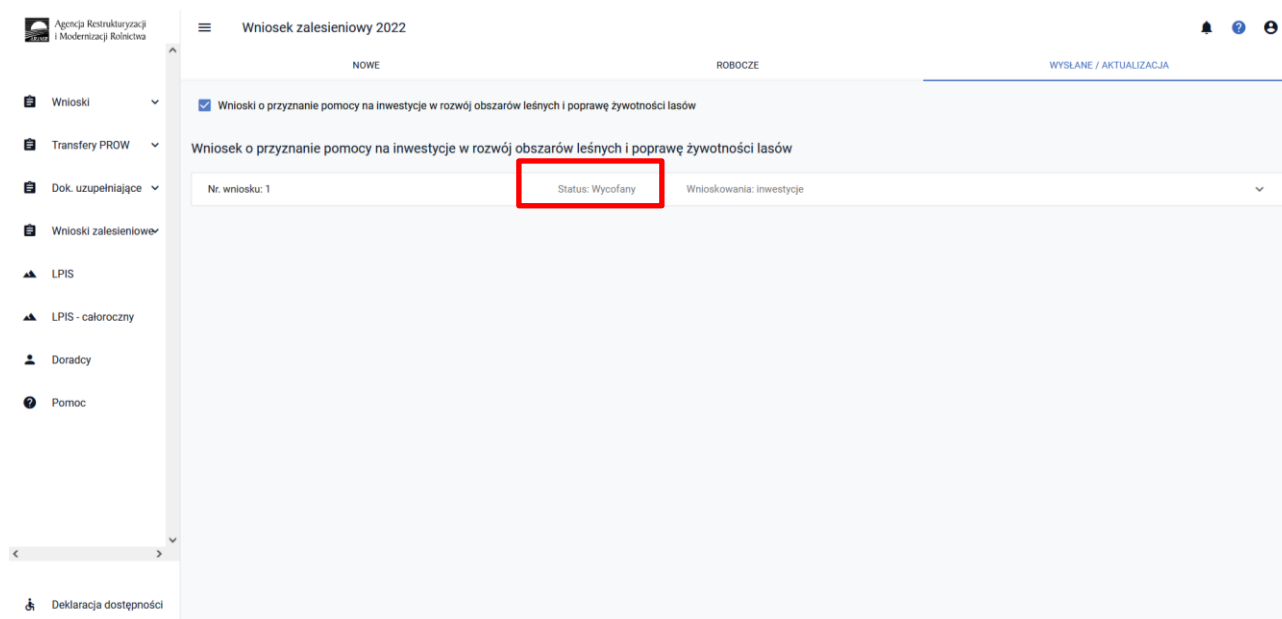 Agencja Restrukturyzacji
i Modernizacji Rolnictwa
Wniosek zalesieniowy 2022
NOWE
ROBOCZE
WYSŁANE / AKTUALIZACJA
Wnioski
Transfery PROW
Dok. uzupełniające
Wnioski zalesieniowe
LPIS
LPIS - całoroczny
Doradcy
Pomoc
Deklaracja dostępności
Wnioski o przyznanie pomocy na inwestycje w rozwój obszarów leśnych i poprawę żywotności lasów
Wniosek o przyznanie pomocy na inwestycje w rozwój obszarów leśnych i poprawę żywotności lasów
Nr. wniosku: 1 Status: Wycofany Wnioskowania: inwestycje